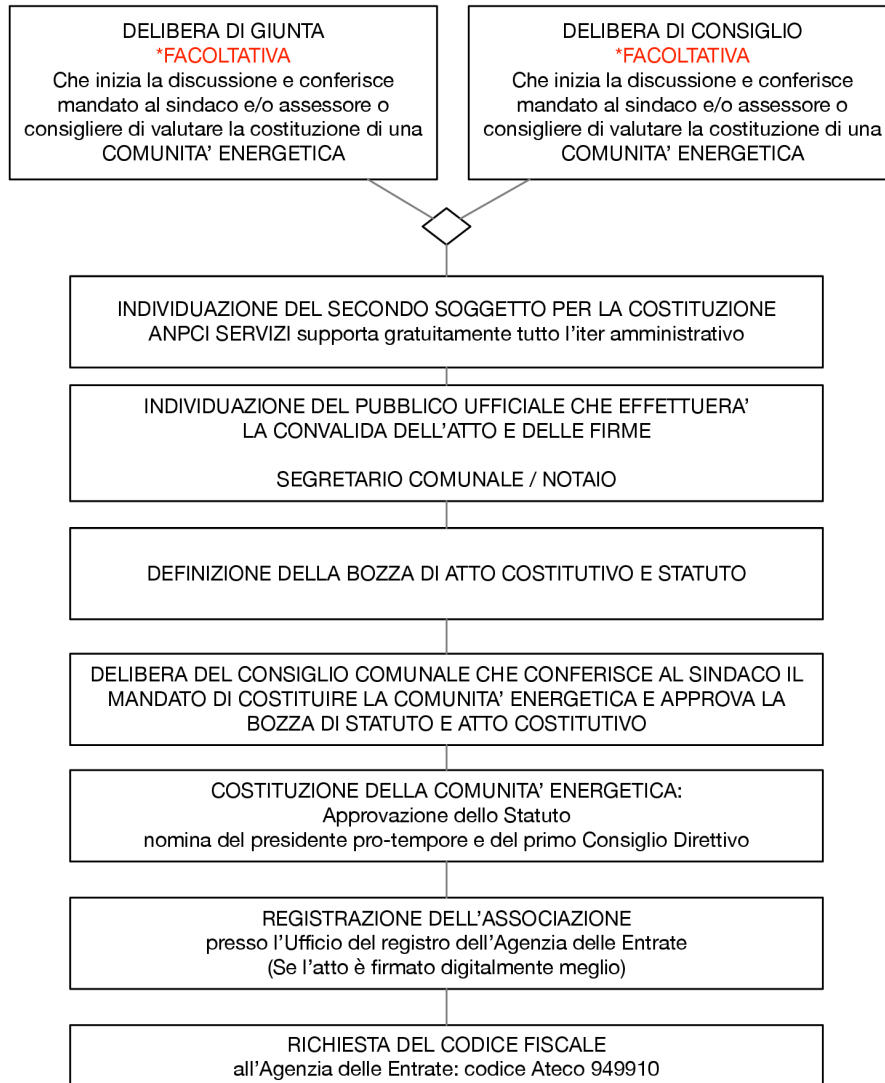 DELIBERA DI GIUNTA
*FACOLTATIVA
Che inizia la discussione e conferisce
mandato al sindaco e/o assessore o
consigliere di valutare la costituzione di una
COMUNITA' ENERGETICA
DELIBERA DI CONSIGLIO
*FACOLTATIVA
Che inizia la discussione e conferisce
mandato al sindaco e/o assessore o
consigliere di valutare la costituzione di una
COMUNITA' ENERGETICA
INDIVIDUAZIONE DEL SECONDO SOGGETTO PER LA COSTITUZIONE
ANPCI SERVIZI supporta gratuitamente tutto l'iter amministrativo
INDIVIDUAZIONE DEL PUBBLICO UFFICIALE CHE EFFETTUERA'
LA CONVALIDA DELL'ATTO E DELLE FIRME
SEGRETARIO COMUNALE / NOTAIO
DEFINIZIONE DELLA BOZZA DI ATTO COSTITUTIVO E STATUTO
DELIBERA DEL CONSIGLIO COMUNALE CHE CONFERISCE AL SINDACO IL
MANDATO DI COSTITUIRE LA COMUNITA' ENERGETICA E APPROVA LA
BOZZA DI STATUTO E ATTO COSTITUTIVO
COSTITUZIONE DELLA COMUNITA' ENERGETICA:
Approvazione dello Statuto
nomina del presidente pro-tempore e del primo Consiglio Direttivo
REGISTRAZIONE DELL'ASSOCIAZIONE
presso l'Ufficio del registro dell'Agenzia delle Entrate
(Se l'atto è firmato digitalmente meglio)
RICHIESTA DEL CODICE FISCALE
all'Agenzia delle Entrate: codice Ateco 949910